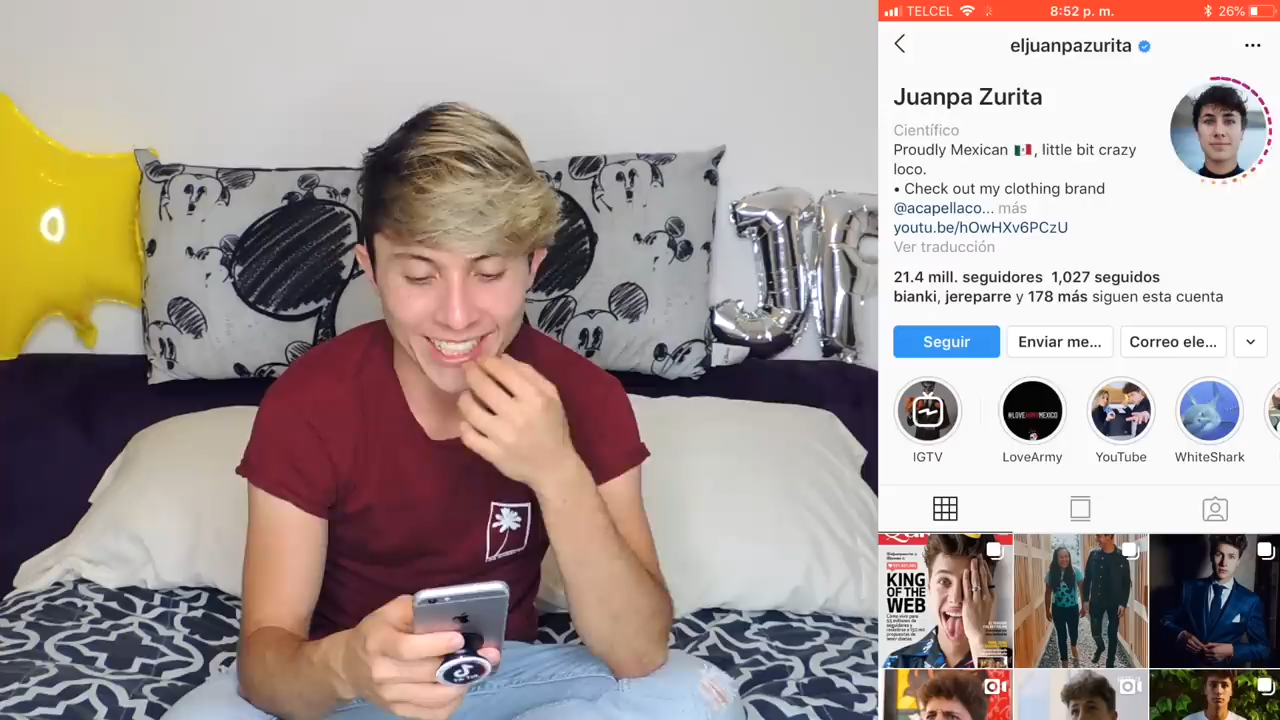 TELCEL
8:52 p. m.
26%
eljuanpazurita
Juanpa Zurita
Científico
Proudly Mexican 🇲🇽, little bit crazy
loco.
• Check out my clothing brand
@acapellaco... más
youtu.be/hOwHXv6PCzU
Ver traducción
21.4 mill. seguidores 1,027 seguidos
bianki, jereparre y 178 más siguen esta cuenta
Seguir
Enviar me...
Correo ele...
IGTV
LoveArmy
YouTube
WhiteShark
KING
OF THE
WEB